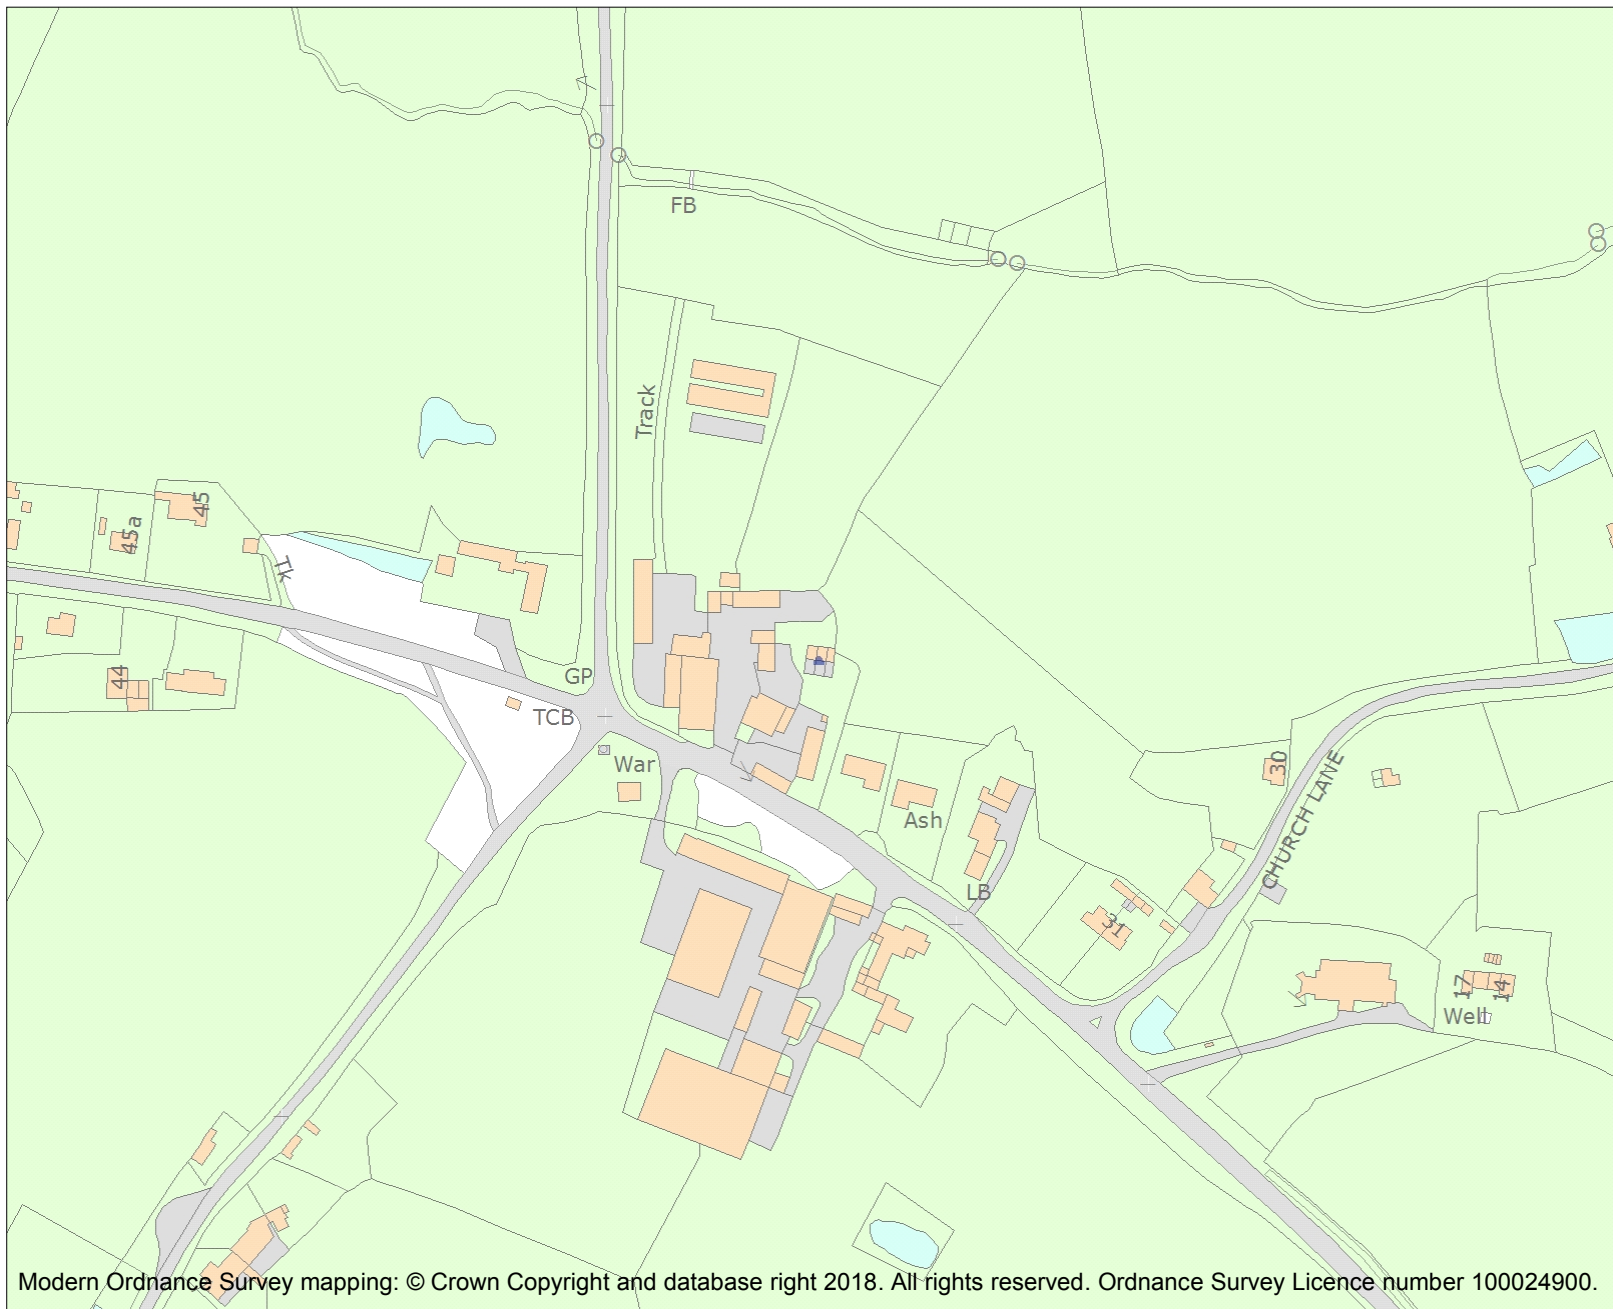 FB
Track
45
45a
Tk
44
GP
TCB
War
Ash
LB
30
CHURCH LANE
31
17
14
Well
Modern Ordnance Survey mapping: © Crown Copyright and database right 2018. All rights reserved. Ordnance Survey Licence number 100024900.